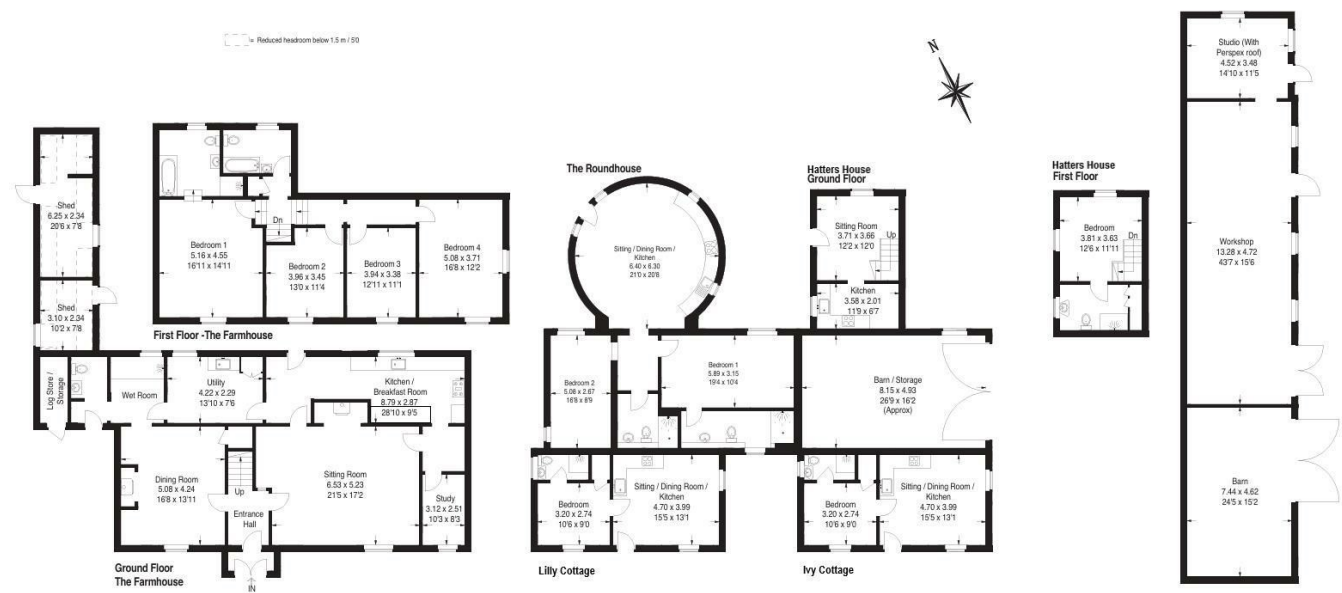 = Reduced headroom below 1.5 m / 5'0
N
Shed
6.25 x 2.34
20'6 x 7'8
Shed
3.10 x 2.34
10'2 x 7'8
Dn
Bedroom 1
5.16 x 4.55
16'11 x 14'11
Bedroom 2
3.96 x 3.45
13'0 x 11'4
Bedroom 3
3.94 x 3.38
12'11 x 11'1
Bedroom 4
5.08 x 3.71
16'8 x 12'2
First Floor -The Farmhouse
Log Store /
Storage
Wet Room
Utility
4.22 x 2.29
13'10 x 7'6
Kitchen /
Breakfast Room
8.79 x 2.87
28'10 x 9'5
Dining Room
5.08 x 4.24
16'8 x 13'11
Up
Entrance
Hall
Sitting Room
6.53 x 5.23
21'5 x 17'2
Study
3.12 x 2.51
10'3 x 8'3
IN
Ground Floor
The Farmhouse
The Roundhouse
Sitting / Dining Room /
Kitchen
6.40 x 6.30
21'0 x 20'8
Bedroom 2
5.08 x 2.67
16'8 x 8'9
Bedroom 1
5.89 x 3.15
19'4 x 10'4
Hatters House
Ground Floor
Sitting Room
3.71 x 3.66
12'2 x 12'0
Up
Kitchen
3.58 x 2.01
11'9 x 6'7
Barn / Storage
8.15 x 4.93
26'9 x 16'2
(Approx)
Bedroom
3.20 x 2.74
10'6 x 9'0
Sitting / Dining Room /
Kitchen
4.70 x 3.99
15'5 x 13'1
Lilly Cottage
Bedroom
3.20 x 2.74
10'6 x 9'0
Sitting / Dining Room /
Kitchen
4.70 x 3.99
15'5 x 13'1
Ivy Cottage
Hatters House
First Floor
Bedroom
3.81 x 3.63
12'6 x 11'11
Dn
Studio (With
Perspex roof)
4.52 x 3.48
14'10 x 11'5
Workshop
13.28 x 4.72
43'7 x 15'6
Barn
7.44 x 4.62
24'5 x 15'2